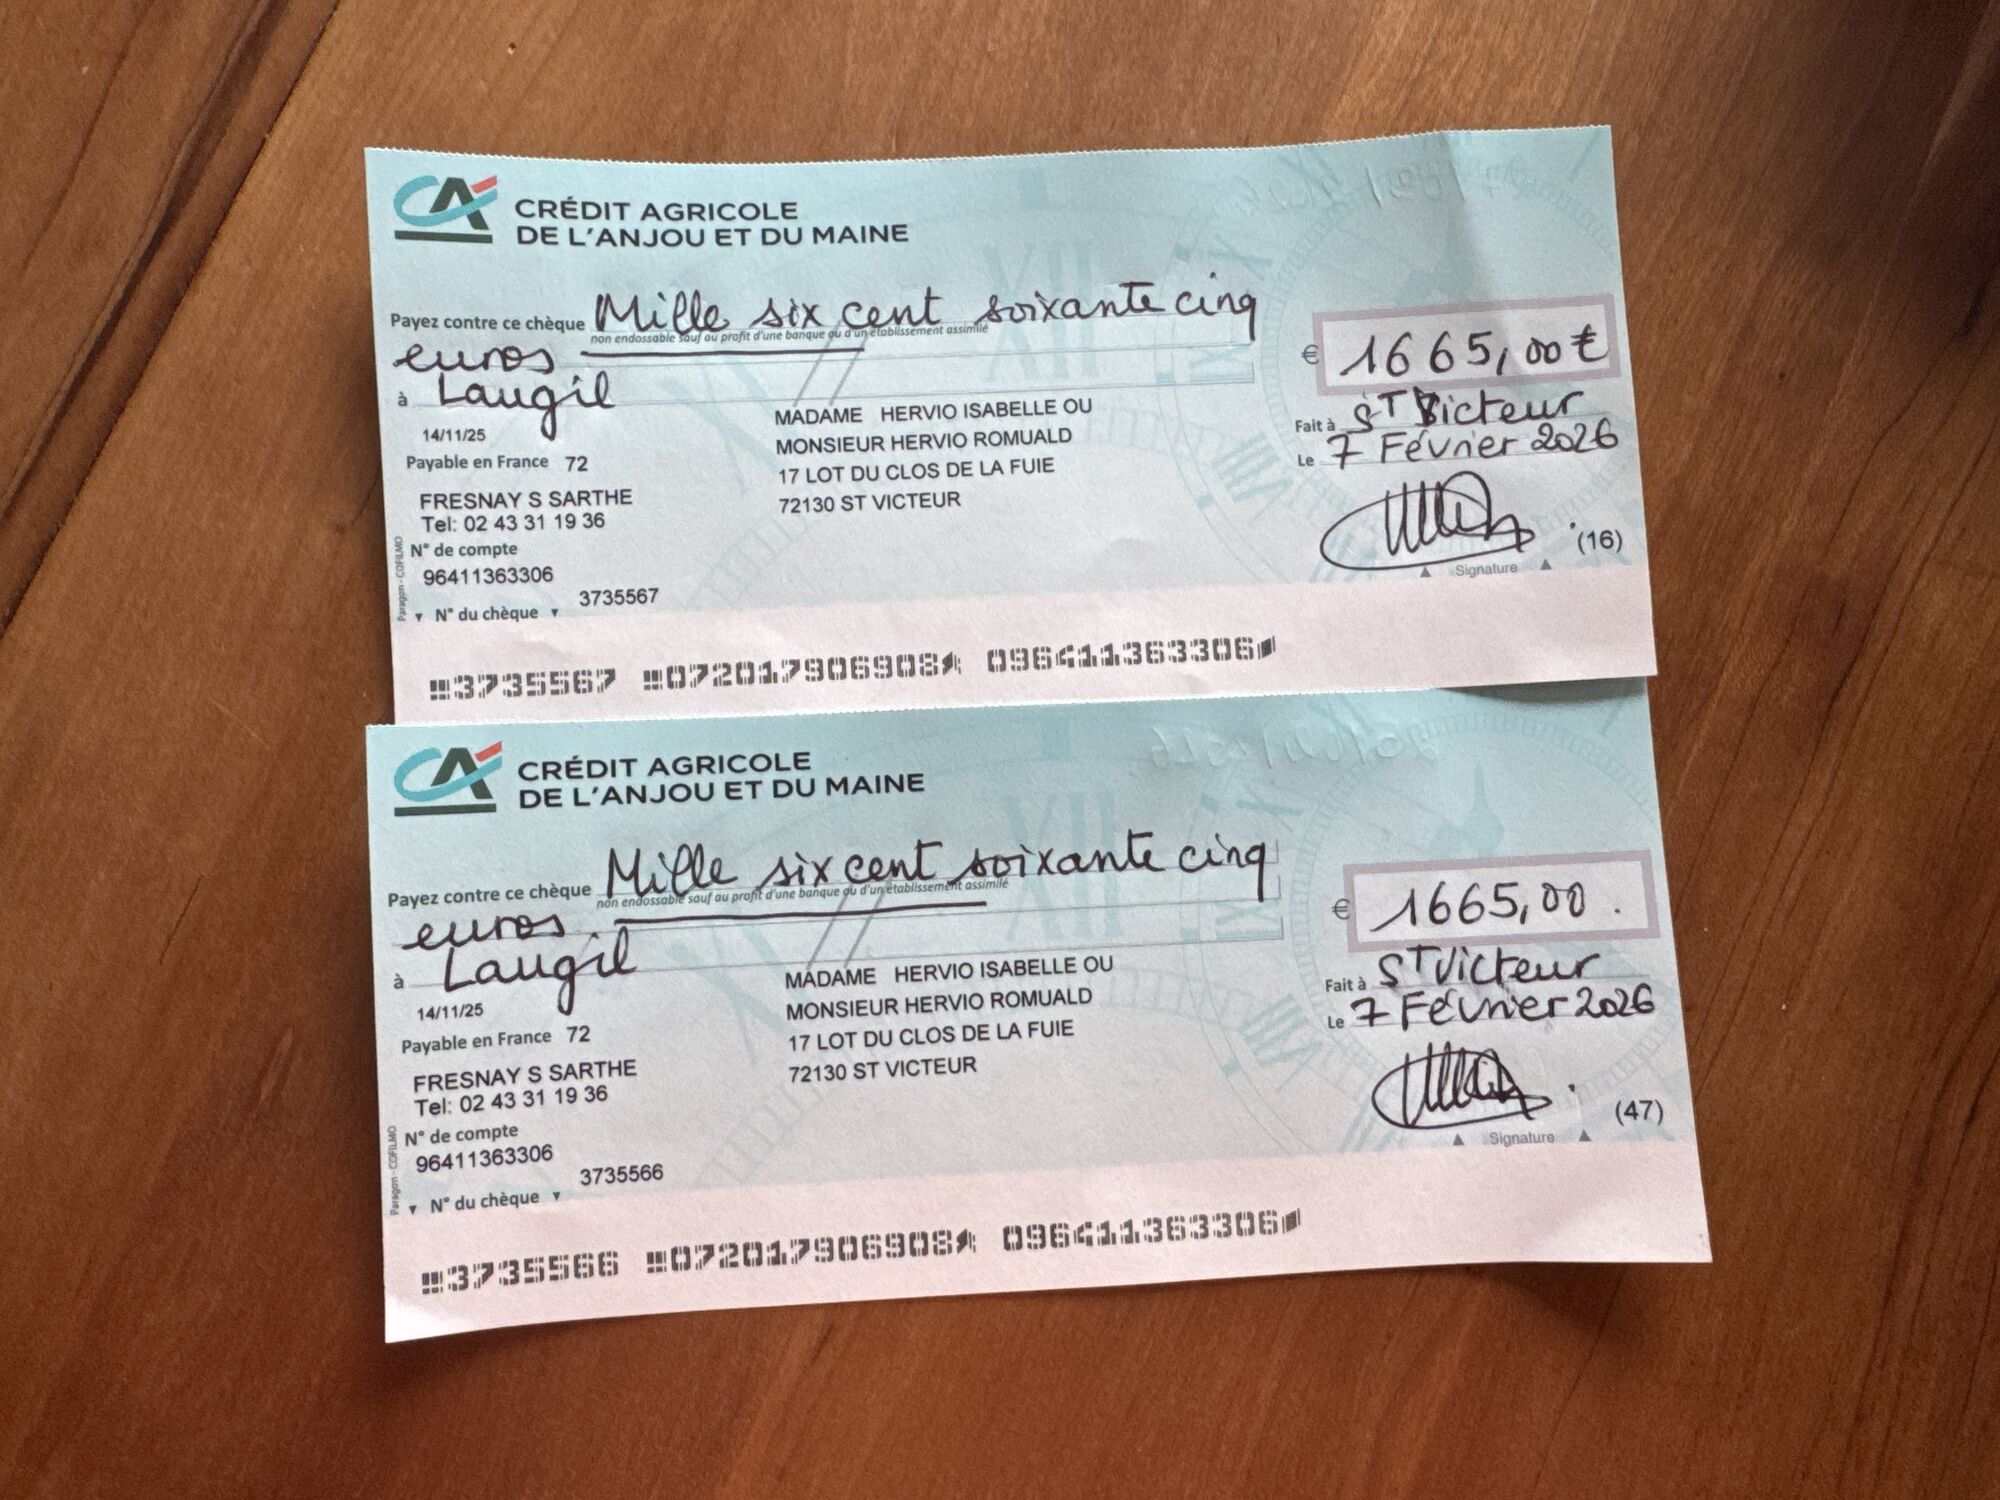 CA
CRÉDIT AGRICOLE
DE L'ANJOU ET DU MAINE
Payez contre ce chèque Mille six cent soixante cinq
non endossable sauf au profit d'une banque ou d'un établissement assimilé
euros
€ 1665,00 €
à Laugil
Fait à St Victeur
Le 7 Février 2026
14/11/25
Payable en France 72
FRESNAY S SARTHE
Tel: 02 43 31 19 36
MADAME HERVIO ISABELLE OU
MONSIEUR HERVIO ROMUALD
17 LOT DU CLOS DE LA FUIE
72130 ST VICTEUR
N° de compte
96411363306
N° du chèque
3735567
(16)
Signature
Paragon - COFILMO
3735567 072017906908 096411363306
CA
CRÉDIT AGRICOLE
DE L'ANJOU ET DU MAINE
Payez contre ce chèque Mille six cent soixante cinq
non endossable sauf au profit d'une banque ou d'un établissement assimilé
euros
€ 1665,00
à Laugil
Fait à St Victeur
Le 7 Février 2026
14/11/25
Payable en France 72
FRESNAY S SARTHE
Tel: 02 43 31 19 36
MADAME HERVIO ISABELLE OU
MONSIEUR HERVIO ROMUALD
17 LOT DU CLOS DE LA FUIE
72130 ST VICTEUR
N° de compte
96411363306
N° du chèque
3735566
(47)
Signature
Paragon - COFILMO
3735566 072017906908 096411363306